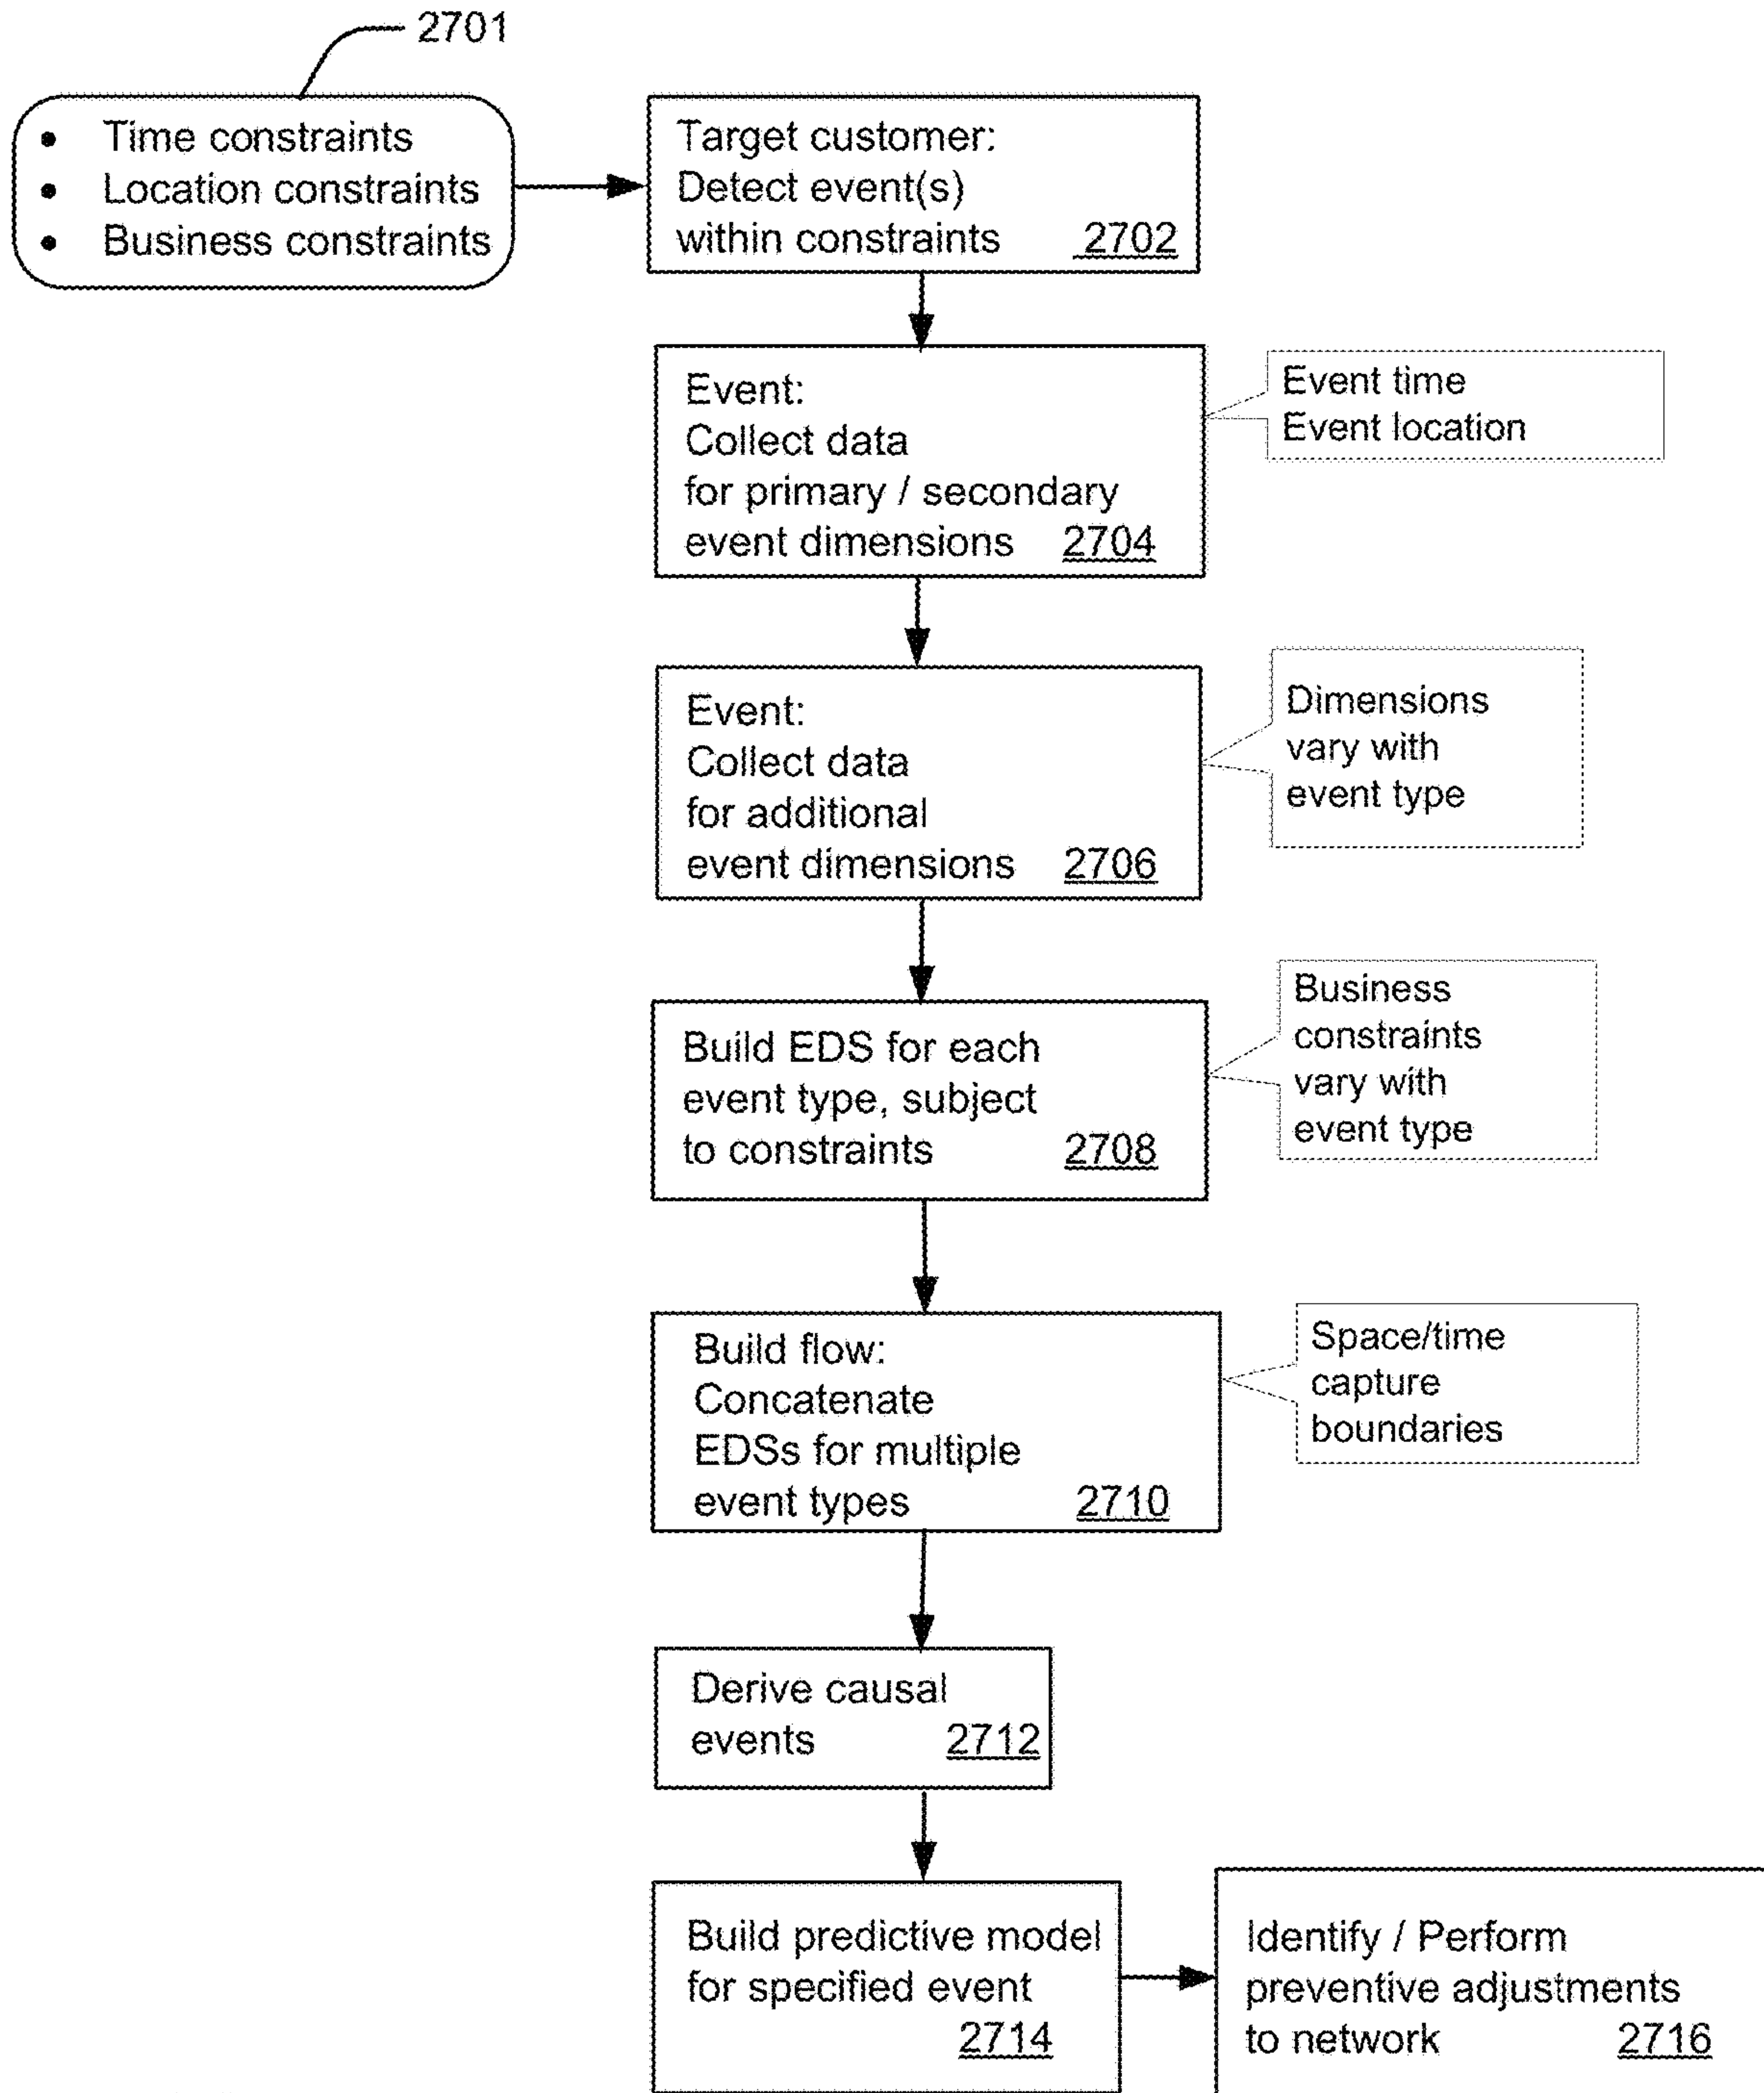 2701
• Time constraints
• Location constraints
• Business constraints
Target customer:
Detect event(s)
within constraints 2702
Event:
Collect data
for primary / secondary
event dimensions 2704
Event time
Event location
Event:
Collect data
for additional
event dimensions 2706
Dimensions
vary with
event type
Build EDS for each
event type, subject
to constraints 2708
Business
constraints
vary with
event type
Build flow:
Concatenate
EDSs for multiple
event types 2710
Space/time
capture
boundaries
Derive causal
events 2712
Build predictive model
for specified event
2714
Identify / Perform
preventive adjustments
to network 2716